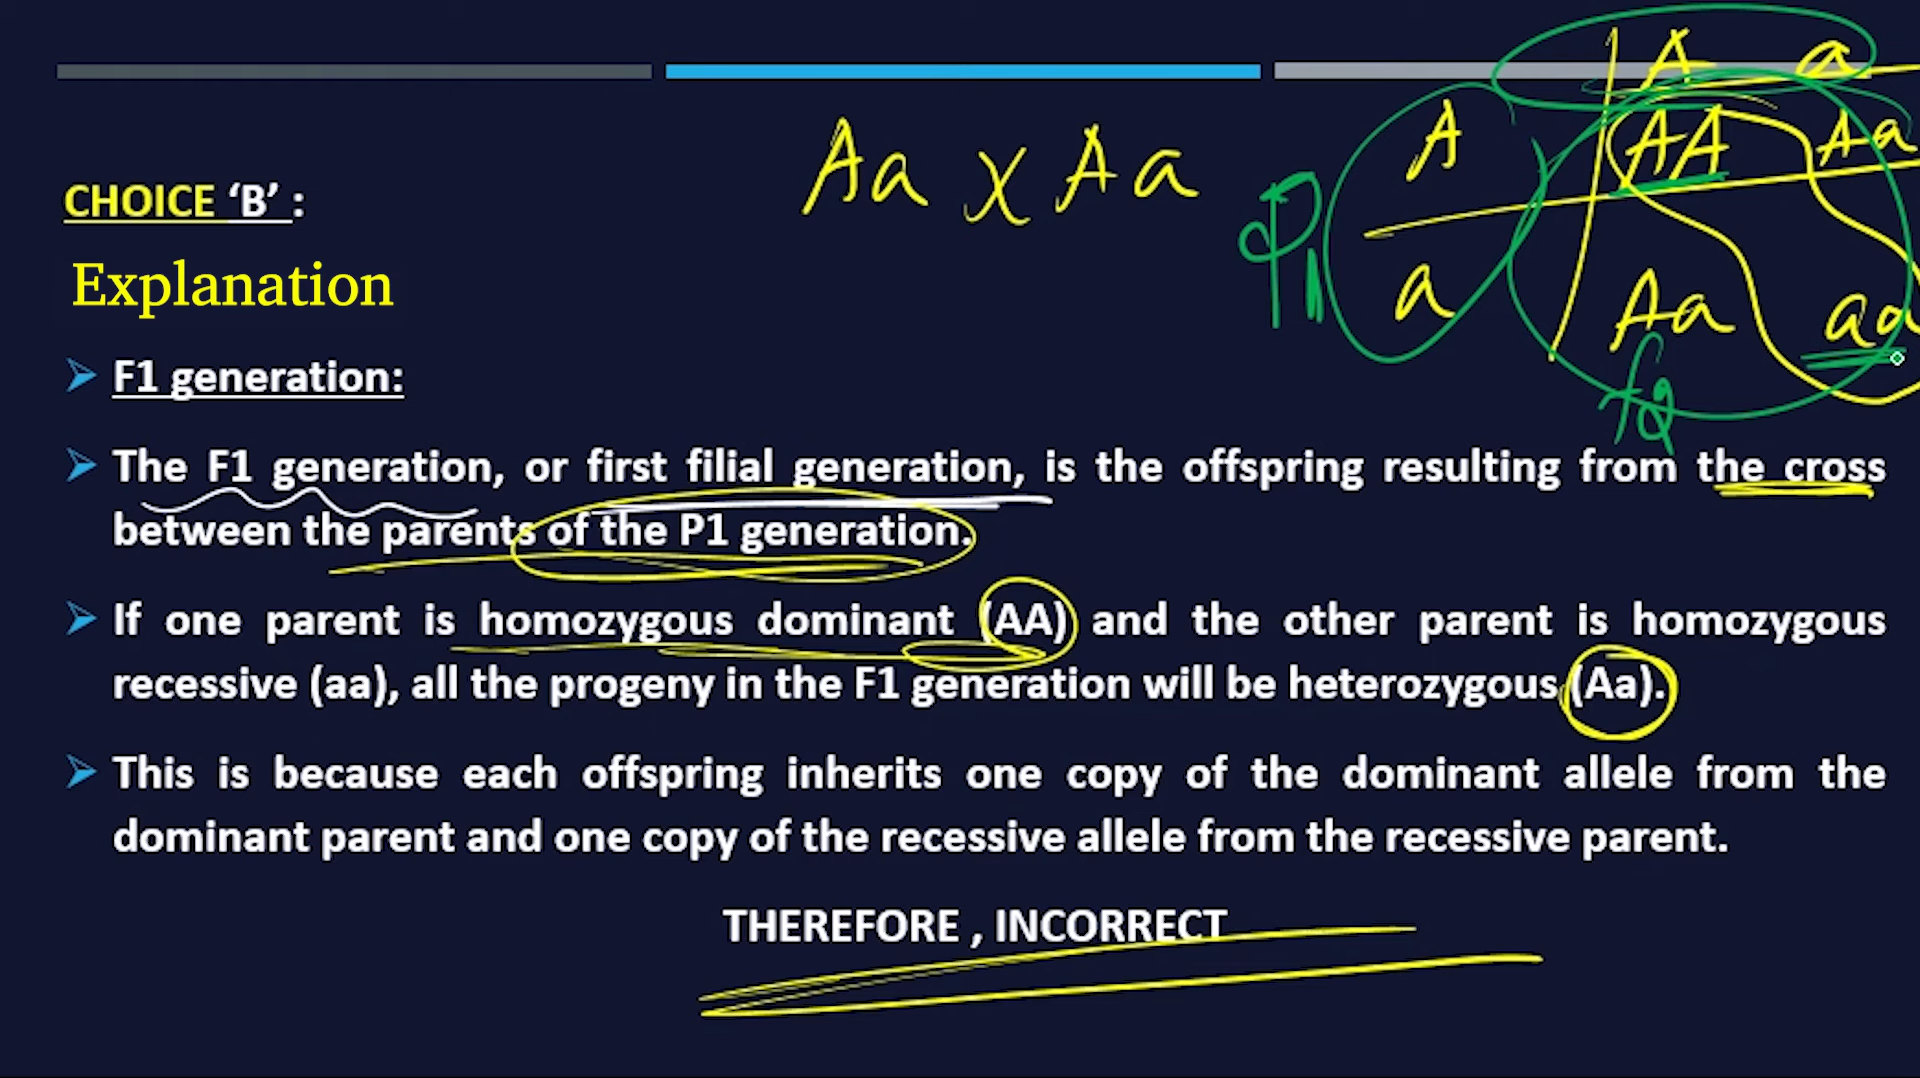 A a
Aa x Aa
A AA Aa
P1
a Aa aa
CHOICE ‘B’ :
Explanation
F1 generation:
The F1 generation, or first filial generation, is the offspring resulting from the cross
between the parents of the P1 generation.
If one parent is homozygous dominant (AA) and the other parent is homozygous
recessive (aa), all the progeny in the F1 generation will be heterozygous (Aa).
This is because each offspring inherits one copy of the dominant allele from the
dominant parent and one copy of the recessive allele from the recessive parent.
THEREFORE , INCORRECT